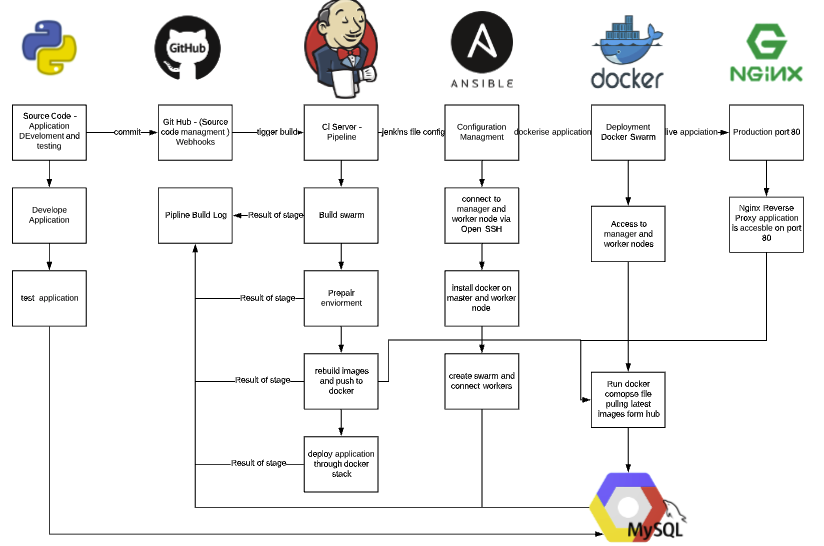 GitHub
ANSIBLE
docker
NGINX
Source Code -
Application
DEveloment and
testing
commit
Git Hub - (Source
code managment )
Webhooks
tigger build
CI Server -
Pipeline
jenkins file config
Configuration
Managment
dockerise application
Deployment
Docker Swarm
live appciation
Production port 80
Develope
Application
Pipline Build Log
Result of stage
Build swarm
connect to
manager and
worker node via
Open SSH
Access to
manager and
worker nodes
Nginx Reverse
Proxy application
is accesble on port
80
test application
Result of stage
Prepair
enviorment
install docker on
master and worker
node
Result of stage
rebuild images
and push to
docker
create swarm and
connect workers
Run docker
comopse file
pulling latest
images form hub
Result of stage
deploy application
through docker
stack
MySQL